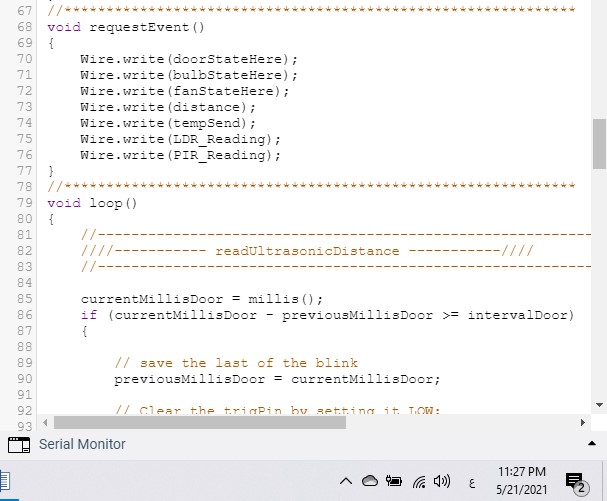 67 //************************************************************
68 void requestEvent()
69 {
70     Wire.write(doorStateHere);
71     Wire.write(bulbStateHere);
72     Wire.write(fanStateHere);
73     Wire.write(distance);
74     Wire.write(tempSend);
75     Wire.write(LDR_Reading);
76     Wire.write(PIR_Reading);
77 }
78 //************************************************************
79 void loop()
80 {
81     //-----------------------------------------------------------
82     ////----------- readUltrasonicDistance -----------////
83     //-----------------------------------------------------------
84
85     currentMillisDoor = millis();
86     if (currentMillisDoor - previousMillisDoor >= intervalDoor)
87     {
88
89         // save the last of the blink
90         previousMillisDoor = currentMillisDoor;
91
92         // Clear the trigPin by setting it LOW:
93
Serial Monitor
11:27 PM
ع
5/21/2021
2